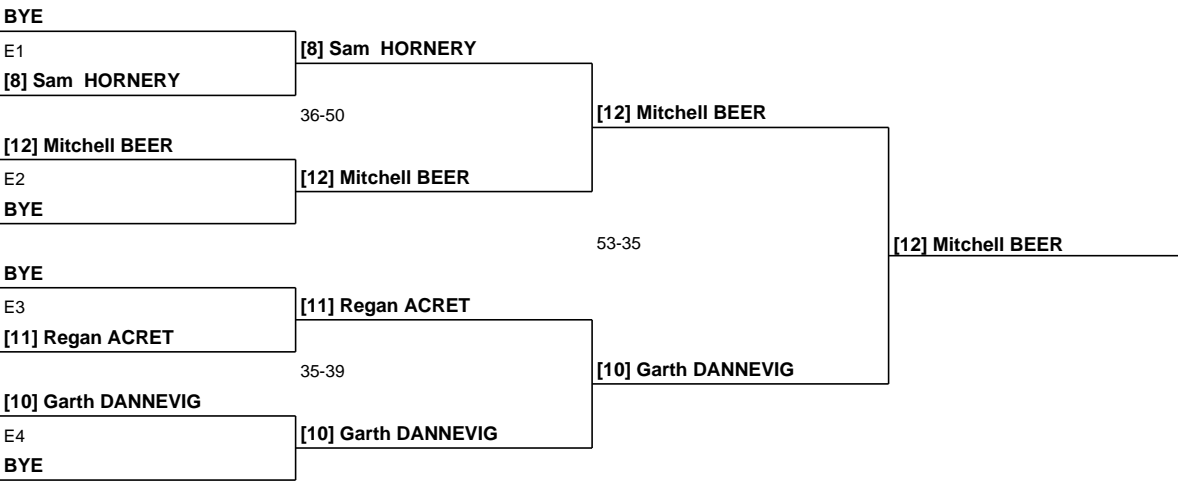 BYE
E1
[8] Sam  HORNERY
[8] Sam  HORNERY
36-50
[12] Mitchell BEER
[12] Mitchell BEER
E2
[12] Mitchell BEER
BYE
53-35
[12] Mitchell BEER
BYE
E3
[11] Regan ACRET
[11] Regan ACRET
35-39
[10] Garth DANNEVIG
[10] Garth DANNEVIG
E4
[10] Garth DANNEVIG
BYE